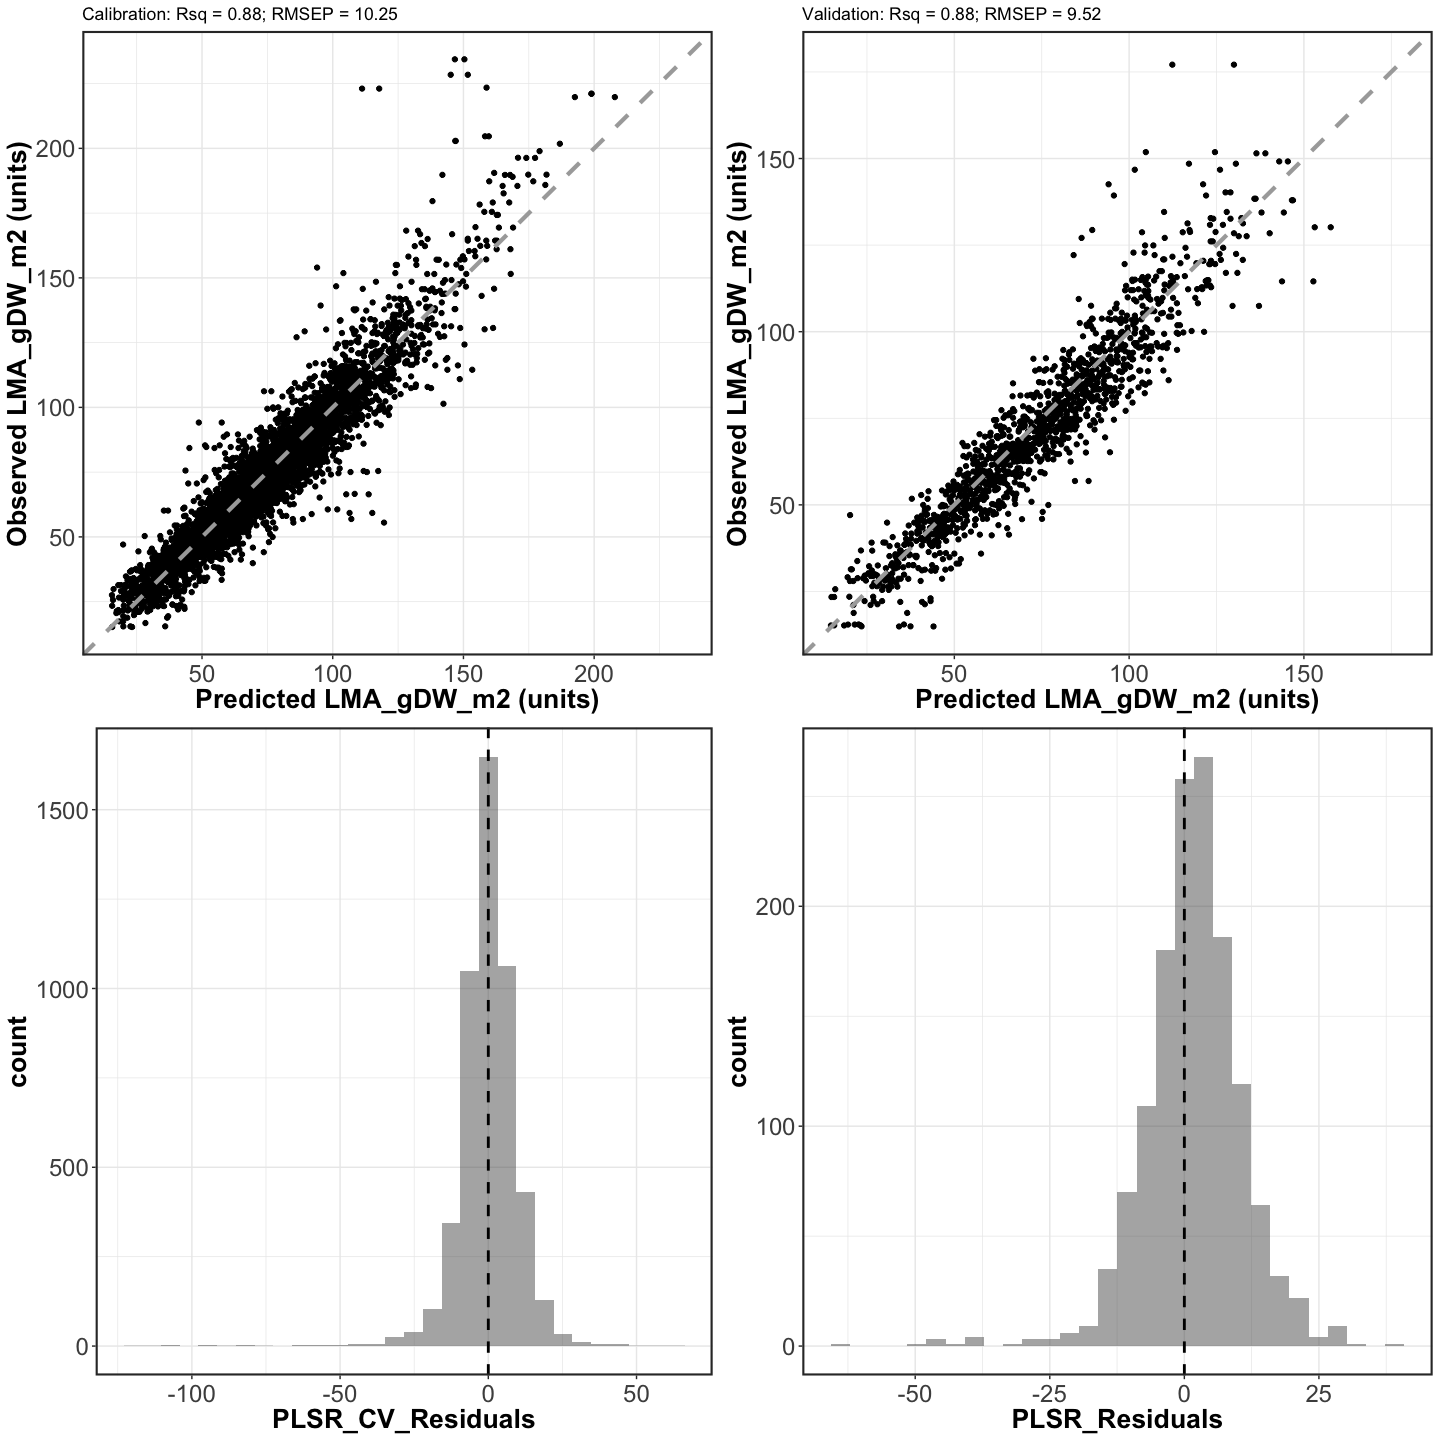 Calibration: Rsq = 0.88; RMSEP = 10.25
Observed LMA_gDW_m2 (units)
200
150
100
50
50 100 150 200
Predicted LMA_gDW_m2 (units)
Validation: Rsq = 0.88; RMSEP = 9.52
Observed LMA_gDW_m2 (units)
150
100
50
50 100 150
Predicted LMA_gDW_m2 (units)
count
1500
1000
500
0
-100 -50 0 50
PLSR_CV_Residuals
count
200
100
0
-50 -25 0 25
PLSR_Residuals